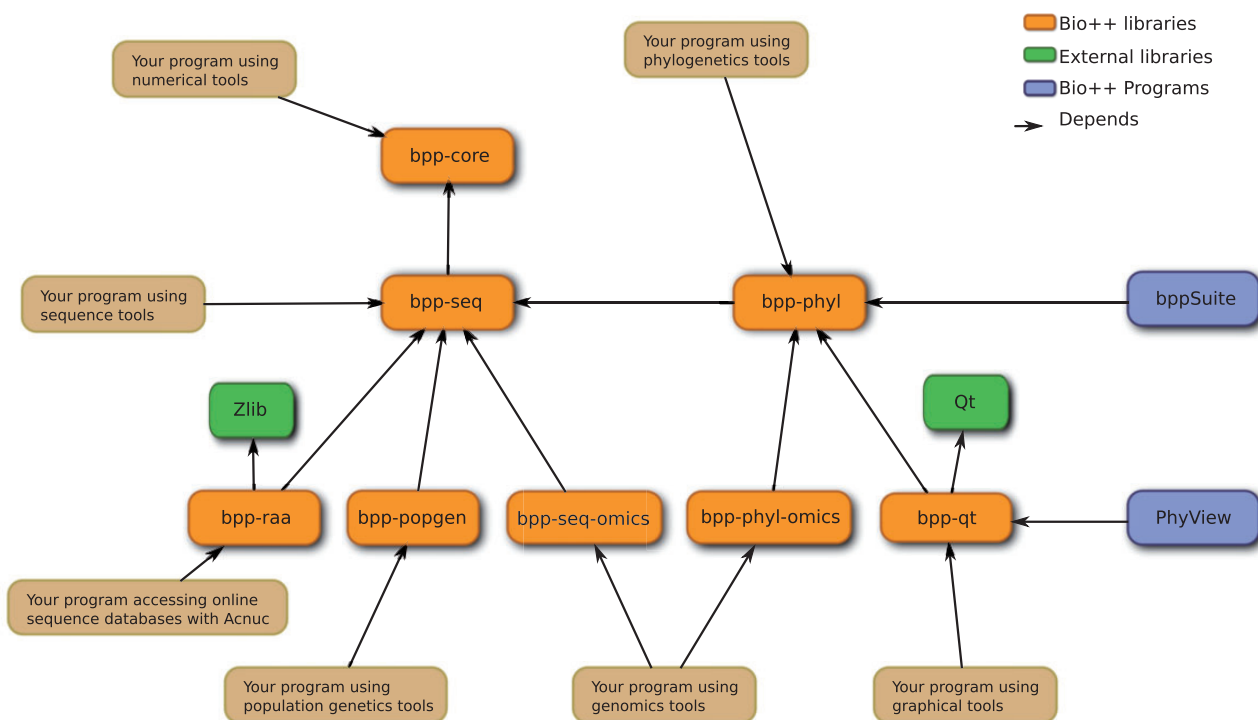 Bio++ libraries
External libraries
Bio++ Programs
Depends
Your program using
numerical tools
Your program using
phylogenetics tools
bpp-core
Your program using
sequence tools
bpp-seq
bpp-phyl
bppSuite
Zlib
Qt
bpp-raa
bpp-popgen
bpp-seq-omics
bpp-phyl-omics
bpp-qt
PhyView
Your program accessing online
sequence databases with Acnuc
Your program using
population genetics tools
Your program using
genomics tools
Your program using
graphical tools